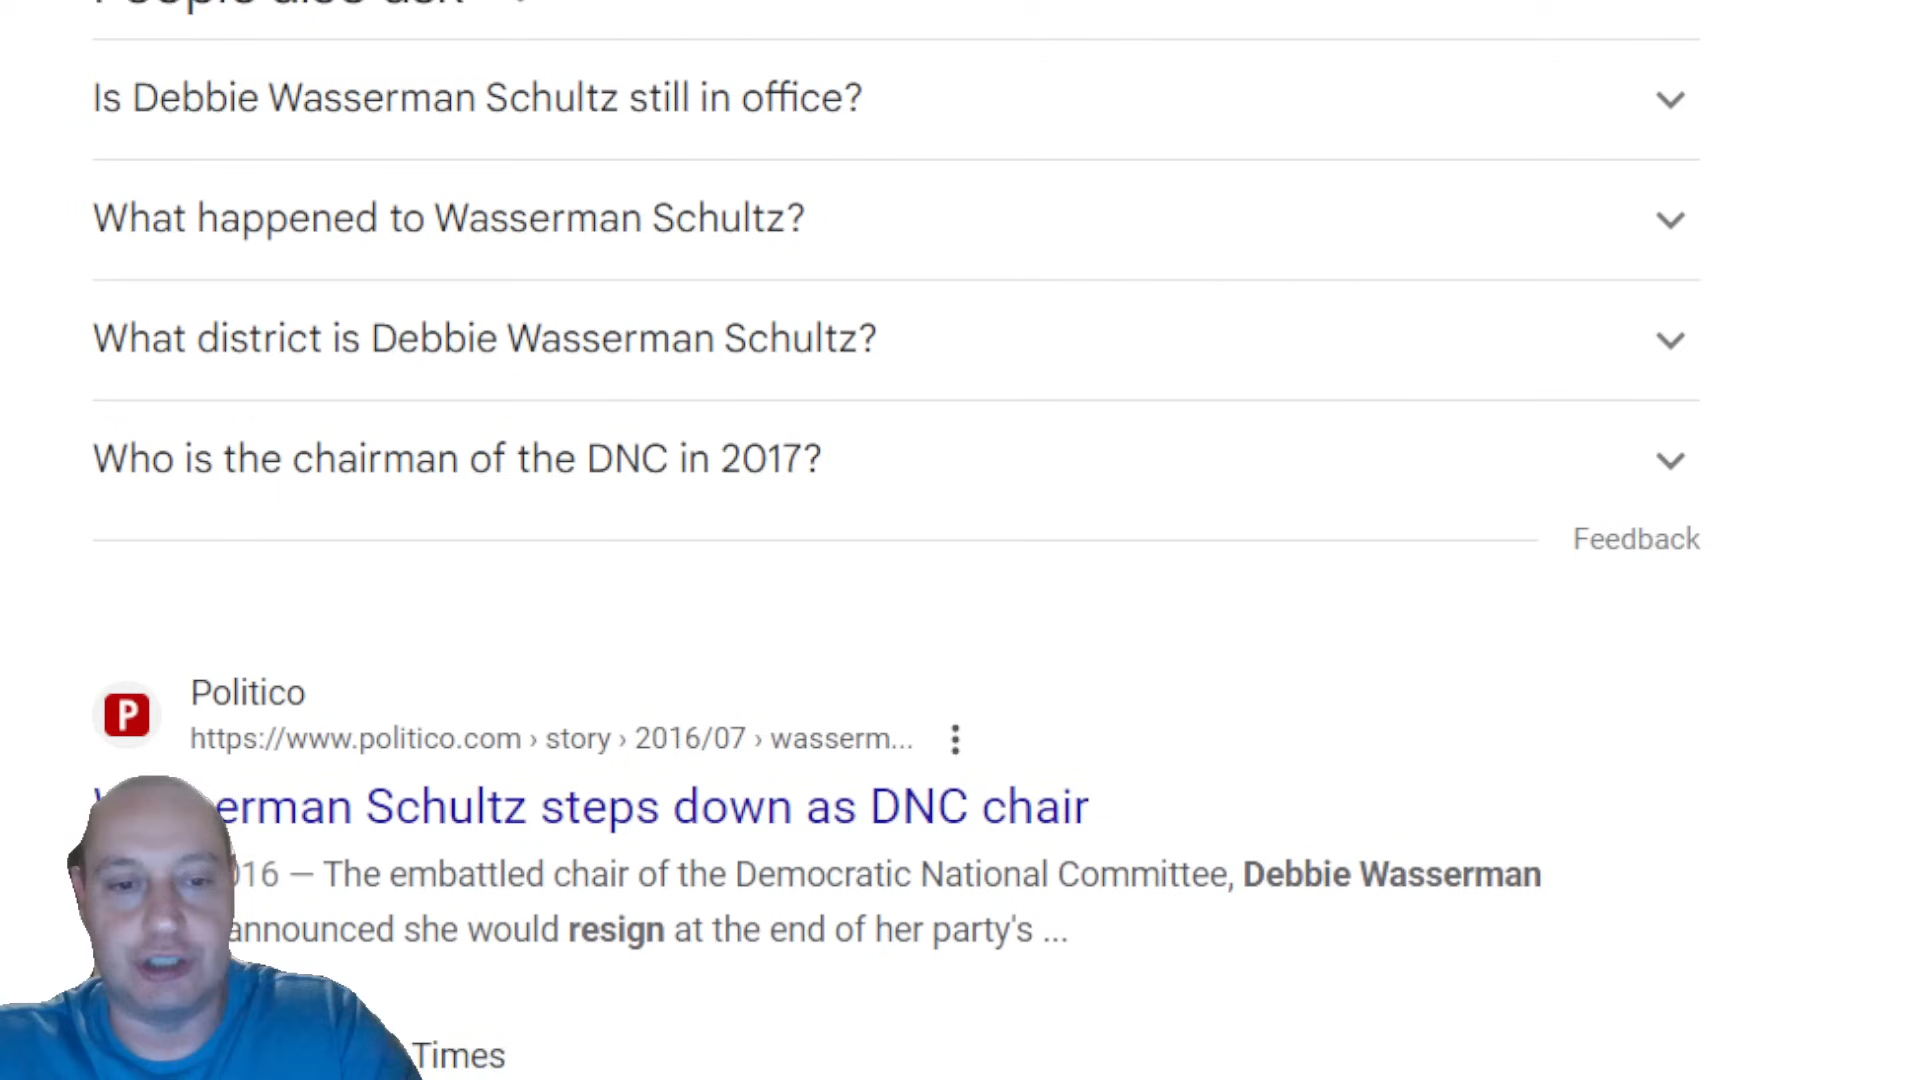 People also ask
Is Debbie Wasserman Schultz still in office?
What happened to Wasserman Schultz?
What district is Debbie Wasserman Schultz?
Who is the chairman of the DNC in 2017?
Feedback
P
Politico
https://www.politico.com › story › 2016/07 › wasserm...
erman Schultz steps down as DNC chair
16 — The embattled chair of the Democratic National Committee, Debbie Wasserman
announced she would resign at the end of her party's ...
Times